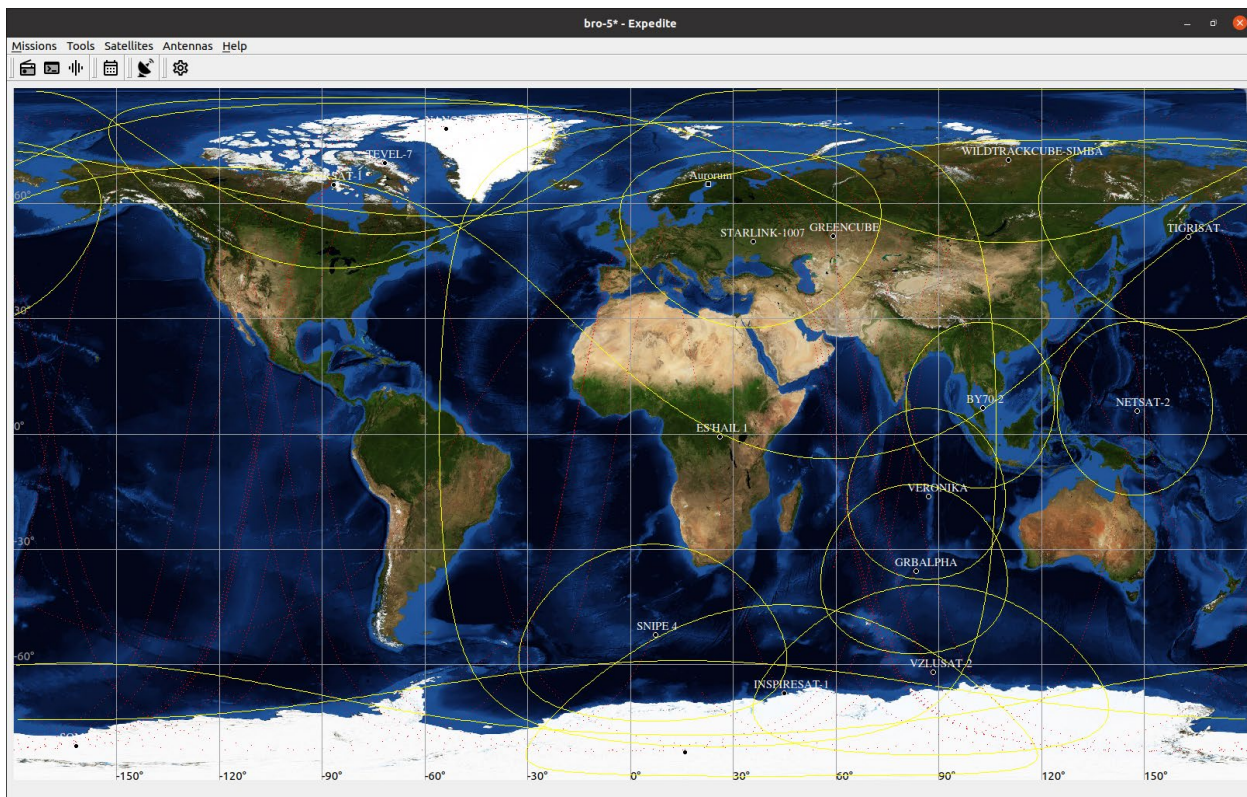 bro-5* - Expedite
Missions Tools Satellites Antennas Help
TEVEL-7
WILDTRACKCUBE-SIMBA
Aurorum
60°
STARLINK-1007
GREENCUBE
TIGRISAT
30°
BY70-2
NETSAT-2
0°
ES'HAIL 1
VERONIKA
-30°
GRBALPHA
SNIPE 4
-60°
VZLUSAT-2
INSPIRESAT-1
-150° -120° -90° -60° -30° 0° 30° 60° 90° 120° 150°